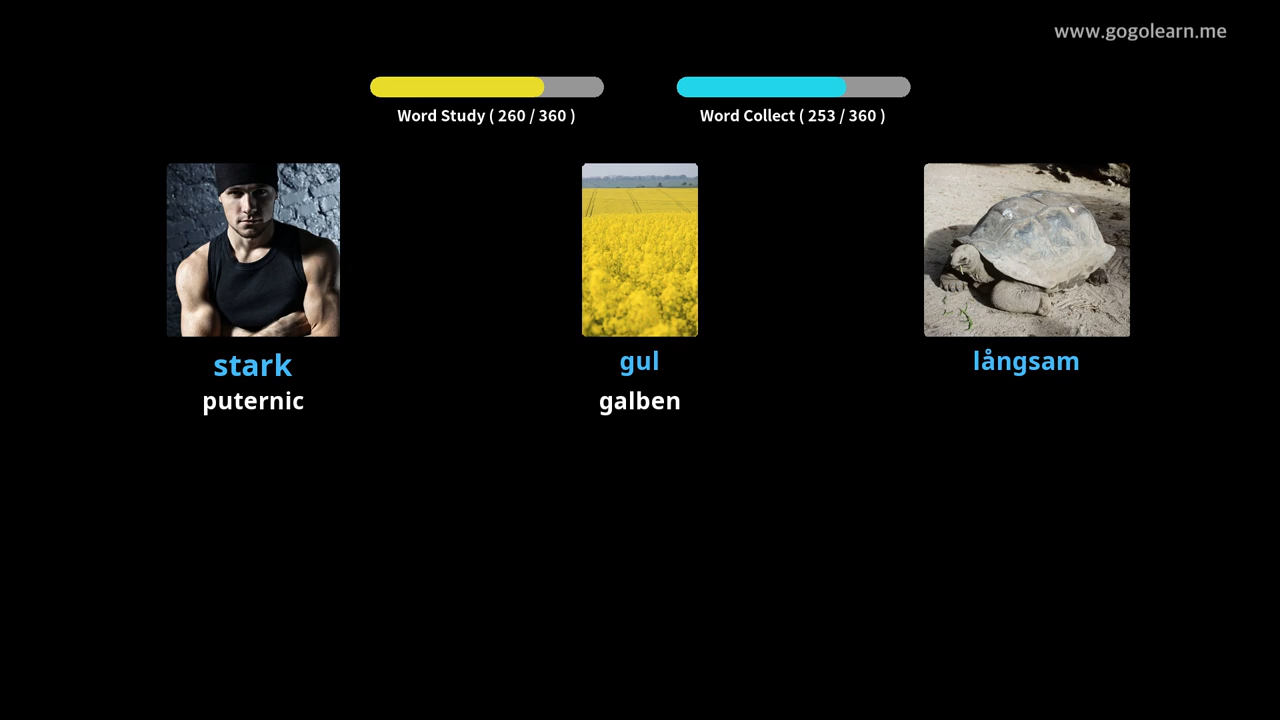 www.gogolearn.me
Word Study ( 260 / 360 )
Word Collect ( 253 / 360 )
stark
puternic
gul
galben
långsam